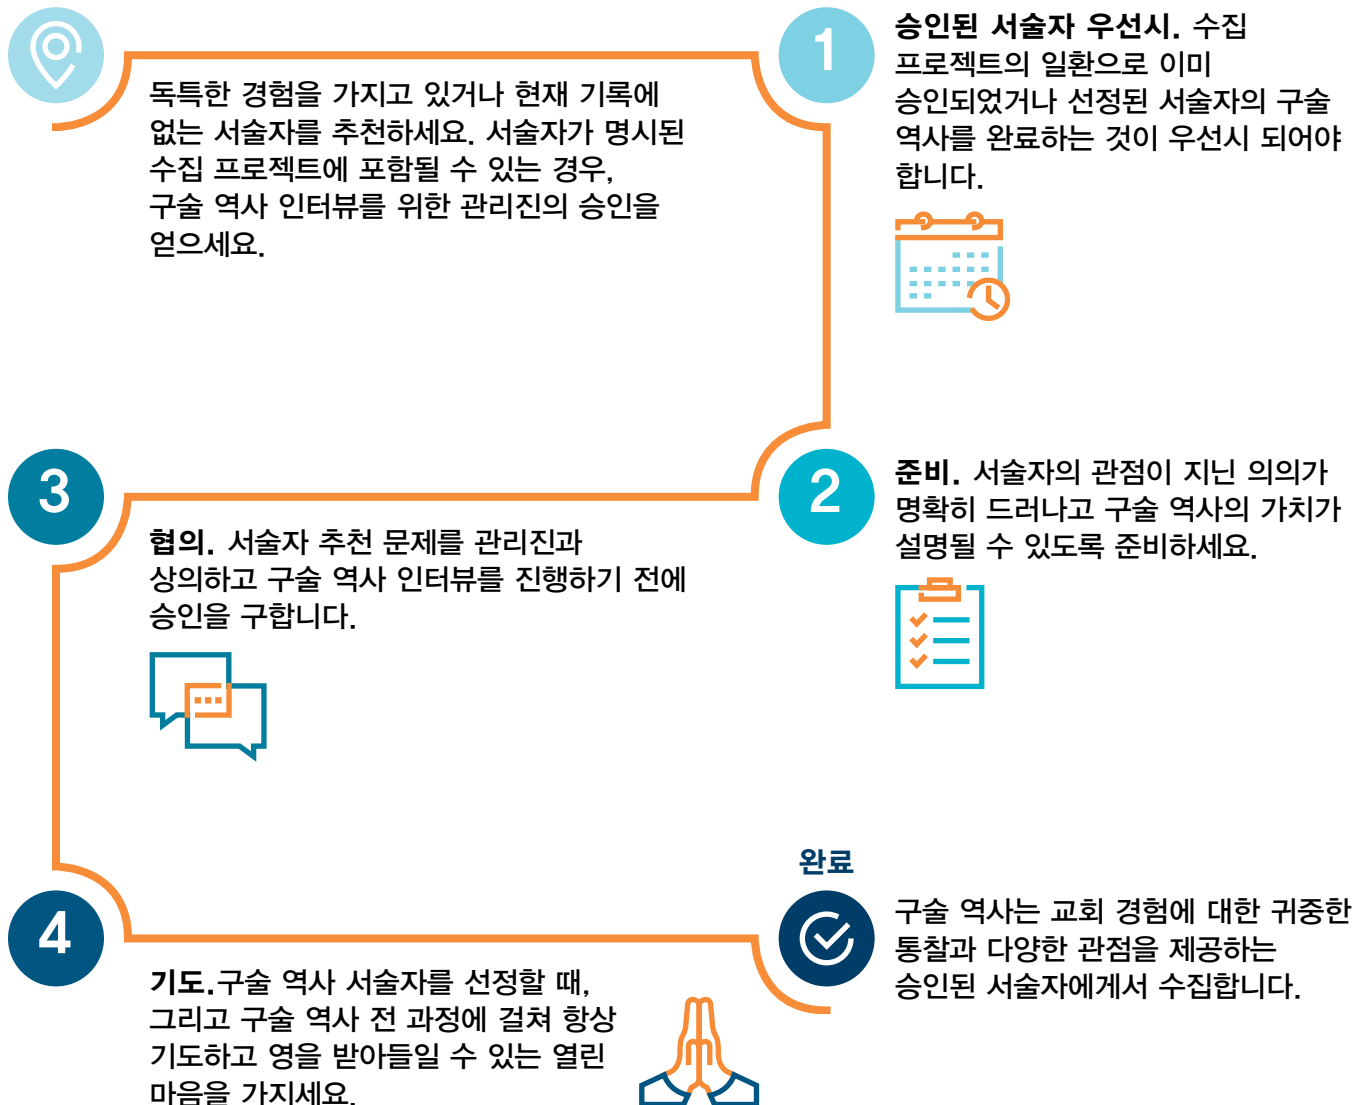 독특한 경험을 가지고 있거나 현재 기록에
없는 서술자를 추천하세요. 서술자가 명시된
수집 프로젝트에 포함될 수 있는 경우,
구술 역사 인터뷰를 위한 관리진의 승인을
얻으세요.
1
승인된 서술자 우선시. 수집
프로젝트의 일환으로 이미
승인되었거나 선정된 서술자의 구술
역사를 완료하는 것이 우선시 되어야
합니다.
2
준비. 서술자의 관점이 지닌 의의가
명확히 드러나고 구술 역사의 가치가
설명될 수 있도록 준비하세요.
3
협의. 서술자 추천 문제를 관리진과
상의하고 구술 역사 인터뷰를 진행하기 전에
승인을 구합니다.
4
기도.구술 역사 서술자를 선정할 때,
그리고 구술 역사 전 과정에 걸쳐 항상
기도하고 영을 받아들일 수 있는 열린
마음을 가지세요.
완료
구술 역사는 교회 경험에 대한 귀중한
통찰과 다양한 관점을 제공하는
승인된 서술자에게서 수집합니다.